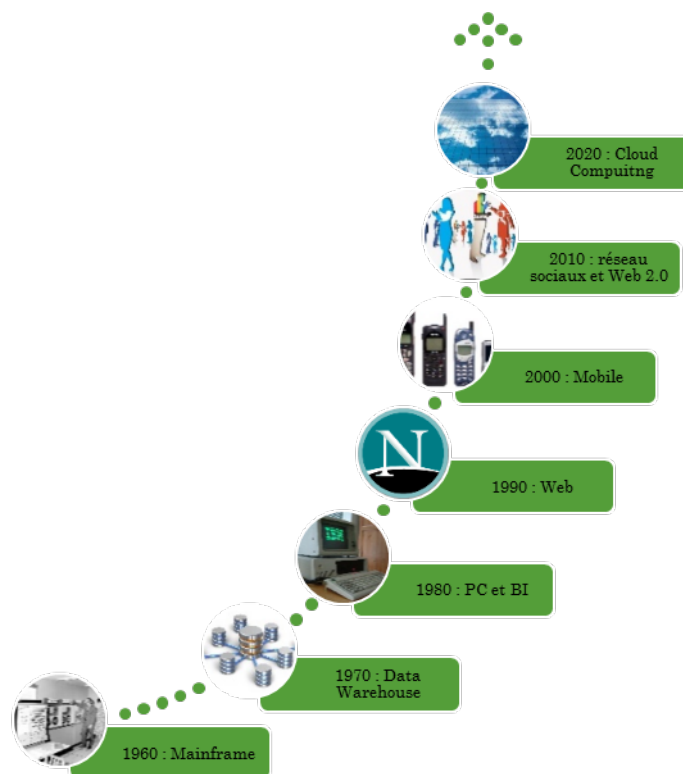 2020 : Cloud
Compuitng
2010 : réseau
sociaux et Web 2.0
2000 : Mobile
N
1990 : Web
1980 : PC et BI
1970 : Data
Warehouse
1960 : Mainframe